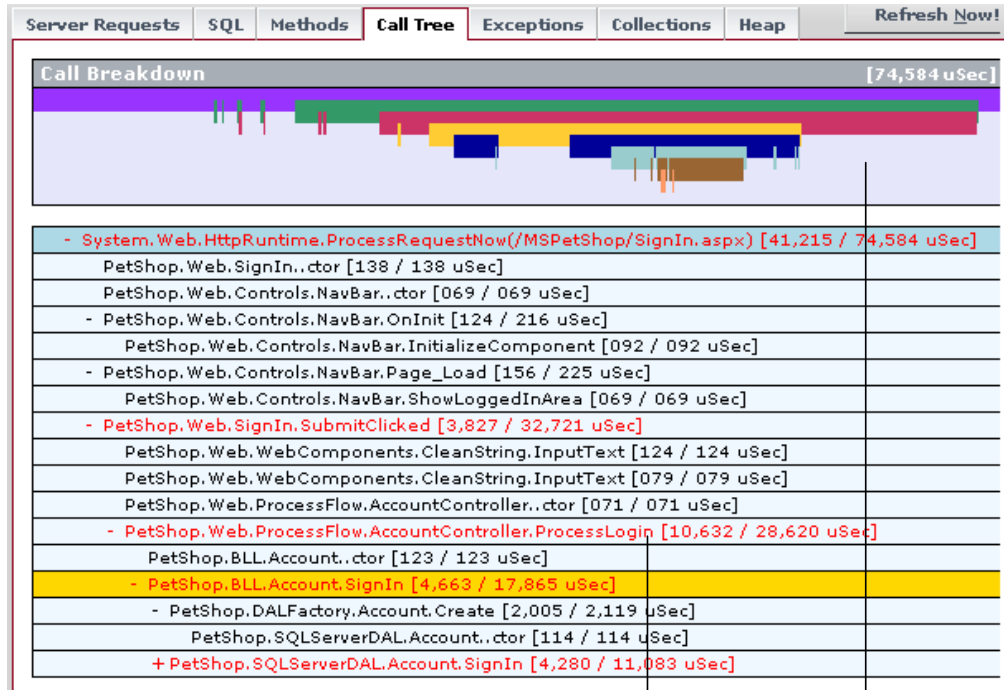 Server Requests SQL Methods Call Tree Exceptions Collections Heap Refresh Now!
Call Breakdown [74,584 uSec]
- System.Web.HttpRuntime.ProcessRequestNow(/MSPetShop/SignIn.aspx) [41,215 / 74,584 uSec]
PetShop.Web.SignIn..ctor [138 / 138 uSec]
PetShop.Web.Controls.NavBar..ctor [069 / 069 uSec]
- PetShop.Web.Controls.NavBar.OnInit [124 / 216 uSec]
PetShop.Web.Controls.NavBar.InitializeComponent [092 / 092 uSec]
- PetShop.Web.Controls.NavBar.Page_Load [156 / 225 uSec]
PetShop.Web.Controls.NavBar.ShowLoggedInArea [069 / 069 uSec]
- PetShop.Web.SignIn.SubmitClicked [3,827 / 32,721 uSec]
PetShop.Web.WebComponents.CleanString.InputText [124 / 124 uSec]
PetShop.Web.WebComponents.CleanString.InputText [079 / 079 uSec]
PetShop.Web.ProcessFlow.AccountController..ctor [071 / 071 uSec]
- PetShop.Web.ProcessFlow.AccountController.ProcessLogin [10,632 / 28,620 uSec]
PetShop.BLL.Account..ctor [123 / 123 uSec]
- PetShop.BLL.Account.SignIn [4,663 / 17,865 uSec]
- PetShop.DALFactory.Account.Create [2,005 / 2,119 uSec]
PetShop.SQLServerDAL.Account..ctor [114 / 114 uSec]
+ PetShop.SQLServerDAL.Account.SignIn [4,280 / 11,083 uSec]